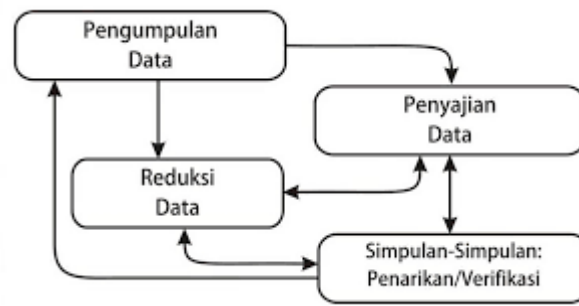 Pengumpulan
Data
Penyajian
Data
Reduksi
Data
Simpulan-Simpulan:
Penarikan/Verifikasi